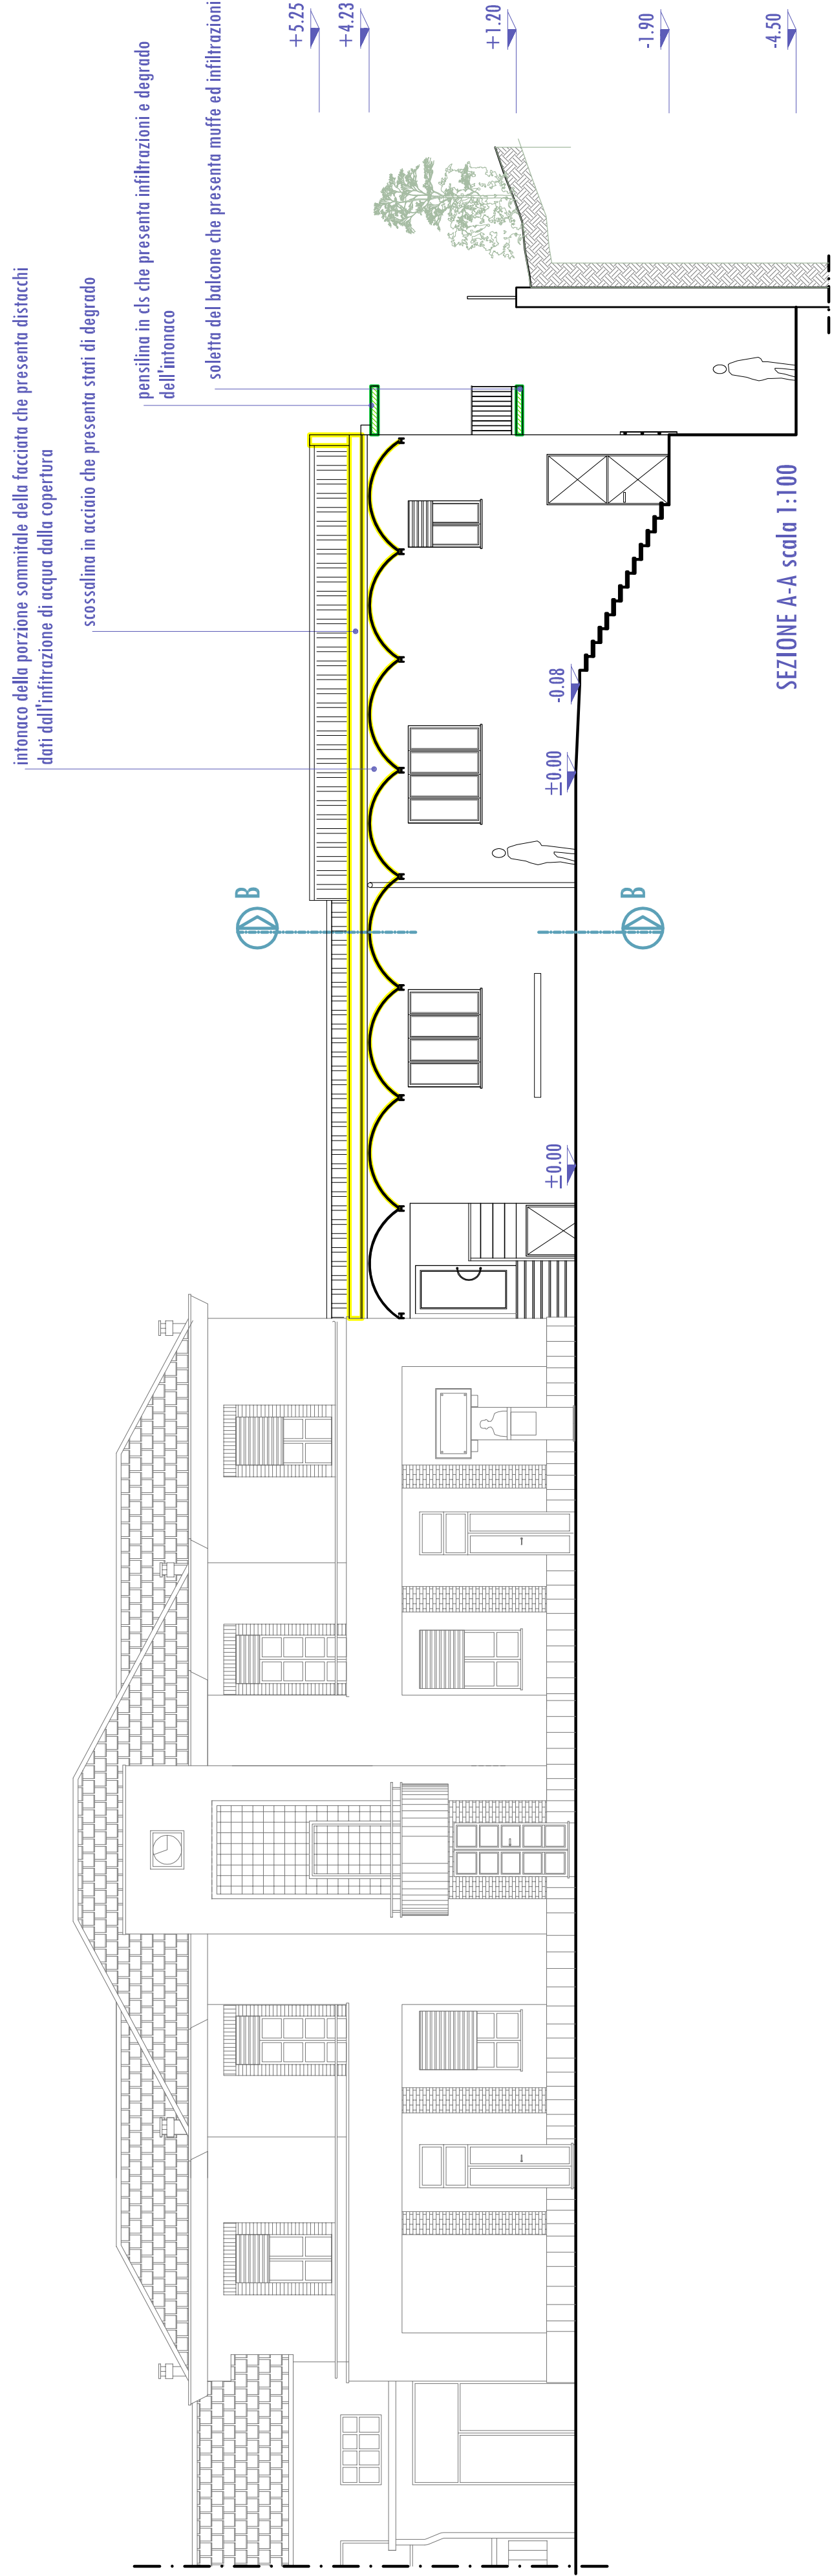 intonaco della porzione sommitale della facciata che presenta distacchi
dati dall'infitrazione di acqua dalla copertura
scossalina in acciaio che presenta stati di degrado
pensilina in cls che presenta infiltrazioni e degrado
dell'intonaco
soletta del balcone che presenta muffe ed infiltrazioni
+5.25
+4.23
+1.20
-1.90
-4.50
B
B
±0.00
±0.00
-0.08
SEZIONE A-A scala 1:100